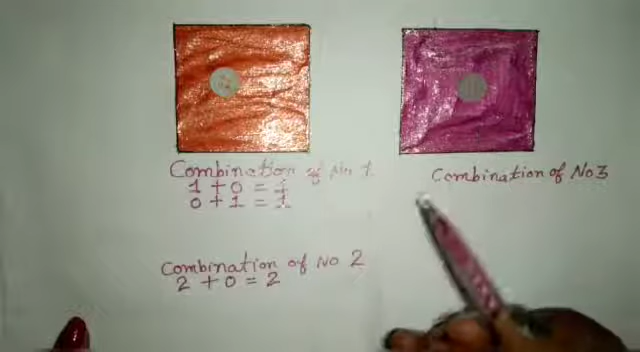 Combination of No 1
1 + 0 = 1
0 + 1 = 1
Combination of No 2
2 + 0 = 2
Combination of No 3